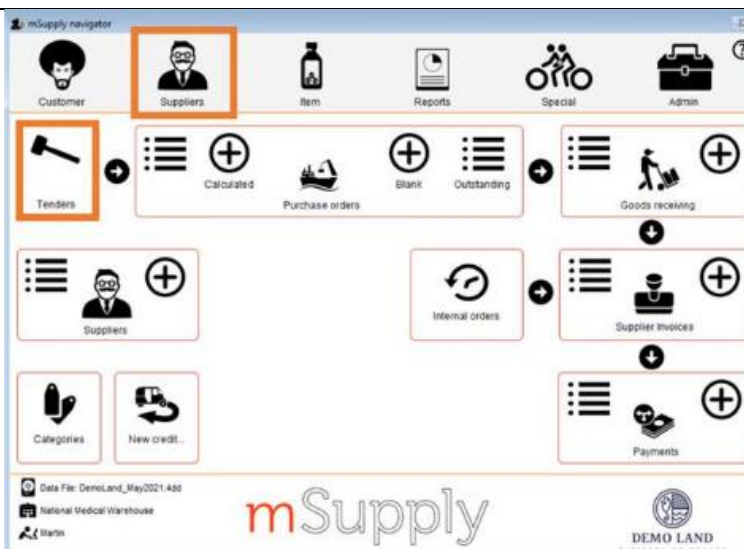 mSupply navigator
Customer
Suppliers
Item
Reports
Special
Admin
Tenders
Calculated
Blank
Outstanding
Purchase orders
Goods receiving
Suppliers
Internal orders
Supplier Invoices
Categories
New credit...
Payments
Data File: DemoLand_May2021.4dd
National Medical Warehouse
Martin
mSupply
DEMO LAND